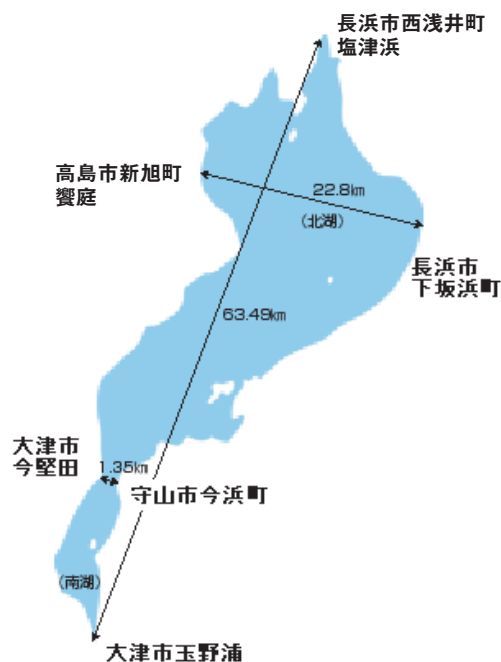 長浜市西浅井町
塩津浜
高島市新旭町
饗庭
22.8km
(北湖)
長浜市
下坂浜町
63.49km
大津市
今堅田
1.35km
守山市今浜町
(南湖)
大津市玉野浦